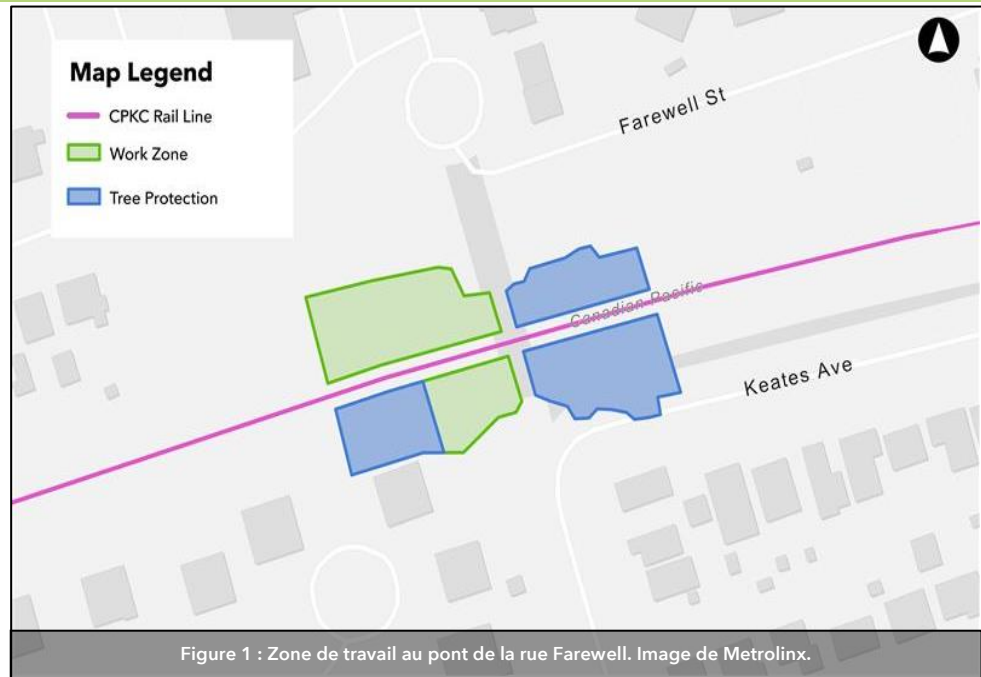 Map Legend
CPKC Rail Line
Work Zone
Tree Protection
Farewell St
Canadian Pacific
Keates Ave
Figure 1 : Zone de travail au pont de la rue Farewell. Image de Metrolinx.